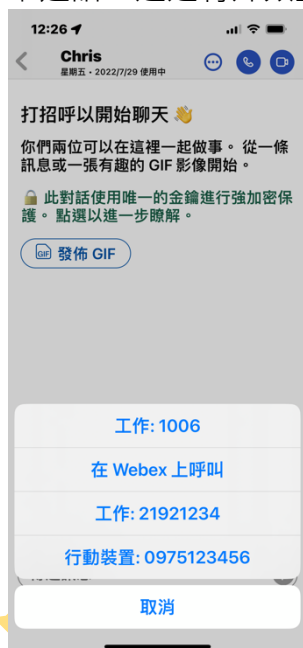 12:26
Chris
星期五・2022/7/29 使用中
打招呼以開始聊天 👋
你們兩位可以在這裡一起做事。從一條
訊息或一張有趣的 GIF 影像開始。
🔒 此對話使用唯一的金鑰進行強加密保
護。點選以進一步瞭解。
GIF 發佈 GIF
工作: 1006
在 Webex 上呼叫
工作: 21921234
行動裝置: 0975123456
取消